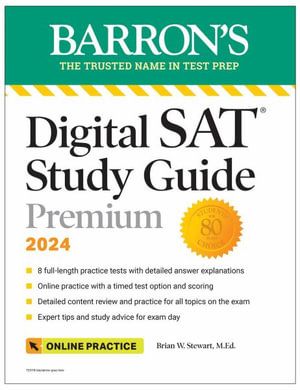 BARRON'S
THE TRUSTED NAME IN TEST PREP
Digital SAT®
Study Guide
Premium
2024
STUDENTS'
80
CHOICE
• 8 full-length practice tests with detailed answer explanations
• Online practice with a timed test option and scoring
• Detailed content review and practice for all topics on the exam
• Expert tips and study advice for exam day
ONLINE PRACTICE
Brian W. Stewart, M.Ed.